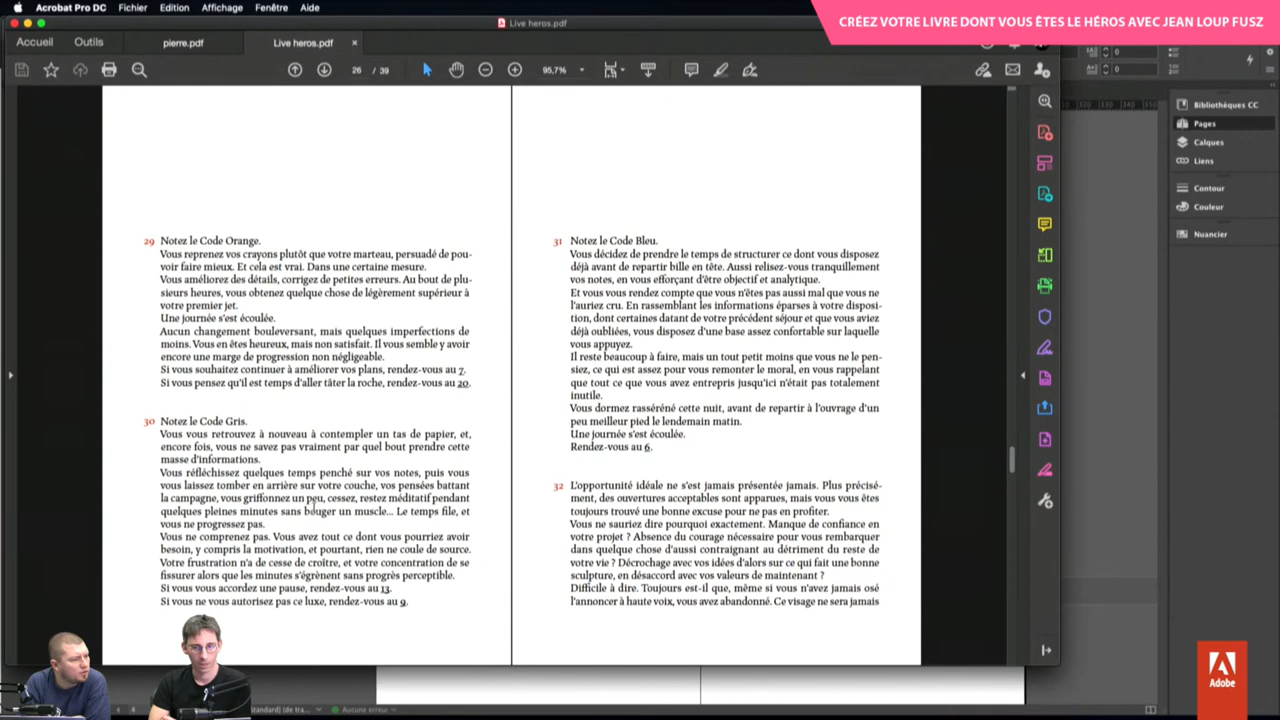 Acrobat Pro DC Fichier Edition Affichage Fenêtre Aide
CRÉEZ VOTRE LIVRE DONT VOUS ÊTES LE HÉROS AVEC JEAN LOUP FUSZ
Live heros.pdf
Accueil Outils pierre.pdf Live heros.pdf ×
26 / 39 95,7%
0
0
320 330 340 350
Bibliothèques CC
Pages
Calques
Liens
Contour
Couleur
Nuancier
29 Notez le Code Orange.
Vous reprenez vos crayons plutôt que votre marteau, persuadé de pou-
voir faire mieux. Et cela est vrai. Dans une certaine mesure.
Vous améliorez des détails, corrigez de petites erreurs. Au bout de plu-
sieurs heures, vous obtenez quelque chose de légèrement supérieur à
votre premier jet.
Une journée s'est écoulée.
Aucun changement bouleversant, mais quelques imperfections de
moins. Vous en êtes heureux, mais non satisfait. Il vous semble y avoir
encore une marge de progression non négligeable.
Si vous souhaitez continuer à améliorer vos plans, rendez-vous au 7.
Si vous pensez qu'il est temps d'aller tâter la roche, rendez-vous au 20.
30 Notez le Code Gris.
Vous vous retrouvez à nouveau à contempler un tas de papier, et,
encore fois, vous ne savez pas vraiment par quel bout prendre cette
masse d'informations.
Vous réfléchissez quelques temps penché sur vos notes, puis vous
vous laissez tomber en arrière sur votre couche, vos pensées battant
la campagne, vous griffonnez un peu, cessez, restez méditatif pendant
quelques pleines minutes sans bouger un muscle... Le temps file, et
vous ne progressez pas.
Vous ne comprenez pas. Vous avez tout ce dont vous pourriez avoir
besoin, y compris la motivation, et pourtant, rien ne coule de source.
Votre frustration n'a de cesse de croître, et votre concentration de se
fissurer alors que les minutes s'égrènent sans progrès perceptible.
Si vous vous accordez une pause, rendez-vous au 13.
Si vous ne vous autorisez pas ce luxe, rendez-vous au 9.
31 Notez le Code Bleu.
Vous décidez de prendre le temps de structurer ce dont vous disposez
déjà avant de repartir bille en tête. Aussi relisez-vous tranquillement
vos notes, en vous efforçant d'être objectif et analytique.
Et vous vous rendez compte que vous n'êtes pas aussi mal que vous ne
l'auriez cru. En rassemblant les informations éparses à votre disposi-
tion, dont certaines datant de votre précédent séjour et que vous aviez
déjà oubliées, vous disposez d'une base assez confortable sur laquelle
vous appuyez.
Il reste beaucoup à faire, mais un tout petit moins que vous ne le pen-
siez, ce qui est assez pour vous remonter le moral, en vous rappelant
que tout ce que vous avez entrepris jusqu'ici n'était pas totalement
inutile.
Vous dormez rasséréné cette nuit, avant de repartir à l'ouvrage d'un
peu meilleur pied le lendemain matin.
Une journée s'est écoulée.
Rendez-vous au 6.
32 L'opportunité idéale ne s'est jamais présentée jamais. Plus précisé-
ment, des ouvertures acceptables sont apparues, mais vous vous êtes
toujours trouvé une bonne excuse pour ne pas en profiter.
Vous ne sauriez dire pourquoi exactement. Manque de confiance en
votre projet ? Absence du courage nécessaire pour vous rembarquer
dans quelque chose d'aussi contraignant au détriment du reste de
votre vie ? Décrochage avec vos idées d'alors sur ce qui fait une bonne
sculpture, en désaccord avec vos valeurs de maintenant ?
Difficile à dire. Toujours est-il que, même si vous n'avez jamais osé
l'annoncer à haute voix, vous avez abandonné. Ce visage ne sera jamais
4 standard] (de tra... Aucune erreur
Adobe